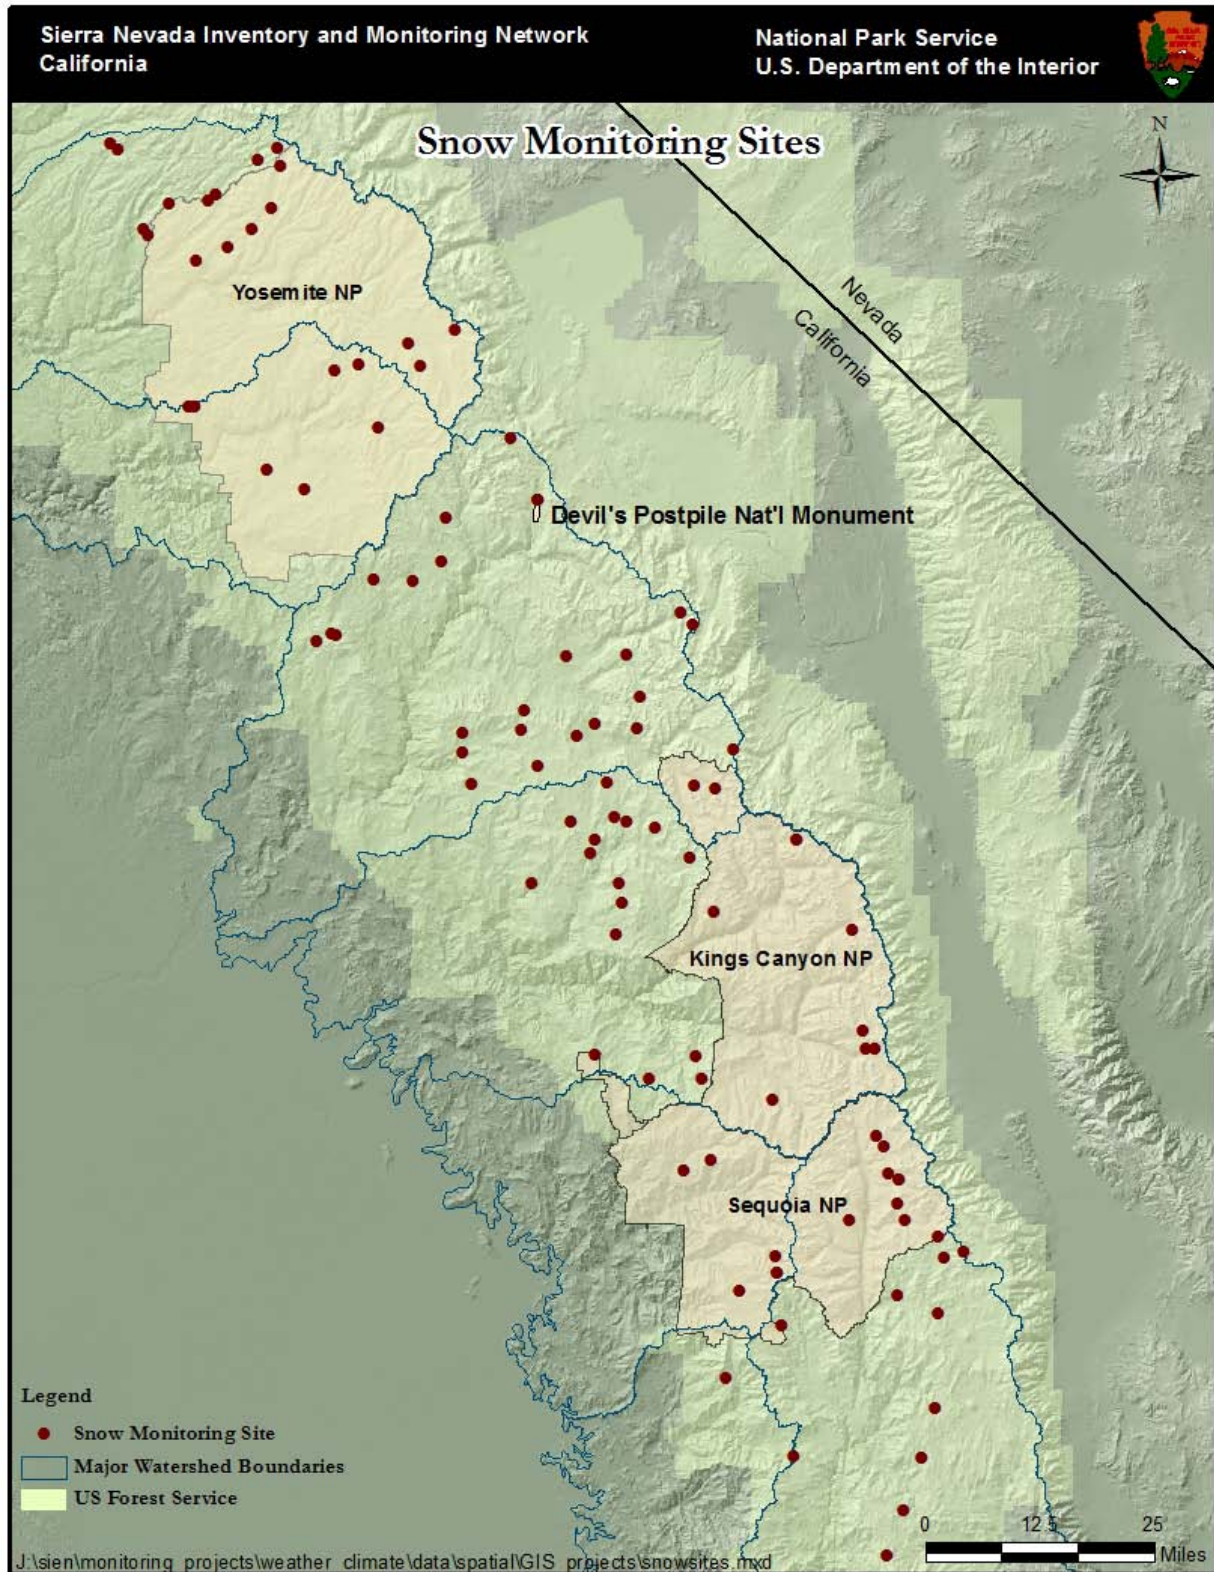 Sierra Nevada Inventory and Monitoring Network
California
National Park Service
U.S. Department of the Interior
Snow Monitoring Sites
N
Yosemite NP
Nevada
California
Devil's Postpile Nat'l Monument
Kings Canyon NP
Sequoia NP
Legend
Snow Monitoring Site
Major Watershed Boundaries
US Forest Service
0 12.5 25
Miles
J:\sien\monitoring_projects\weather_climate\data\spatial\GIS_projects\snowsites.mxd